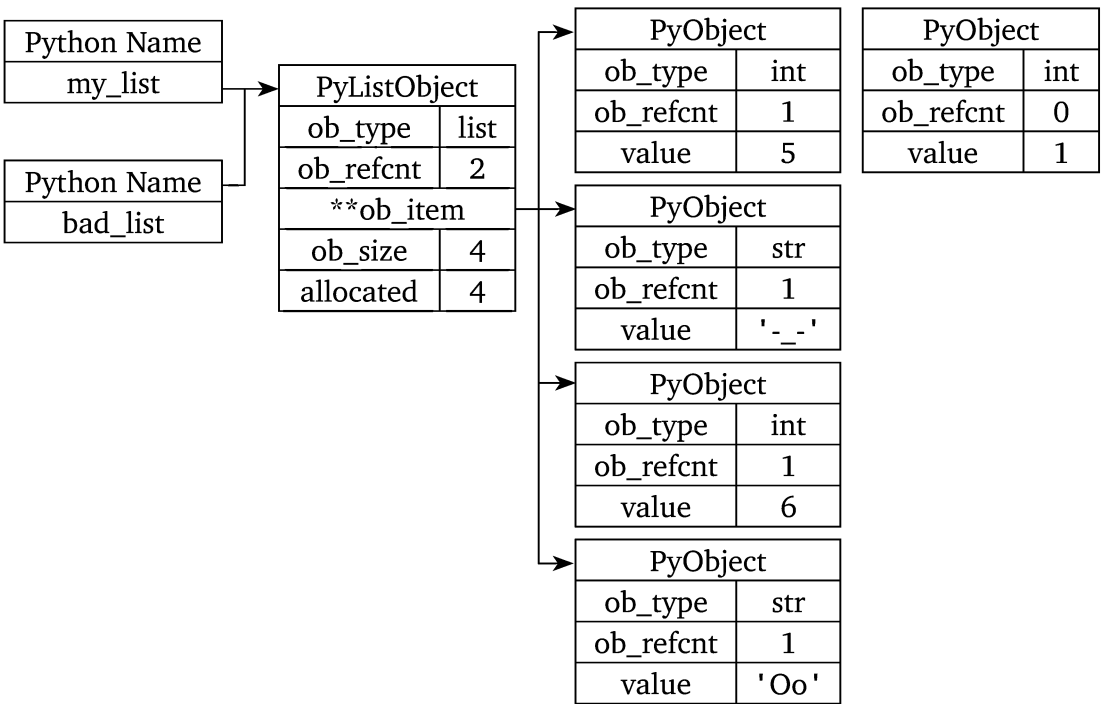 Python Name
my_list
Python Name
bad_list
PyListObject
ob_type list
ob_refcnt 2
**ob_item
ob_size 4
allocated 4
PyObject
ob_type int
ob_refcnt 1
value 5
PyObject
ob_type str
ob_refcnt 1
value '-_-'
PyObject
ob_type int
ob_refcnt 1
value 6
PyObject
ob_type str
ob_refcnt 1
value 'Oo'
PyObject
ob_type int
ob_refcnt 0
value 1